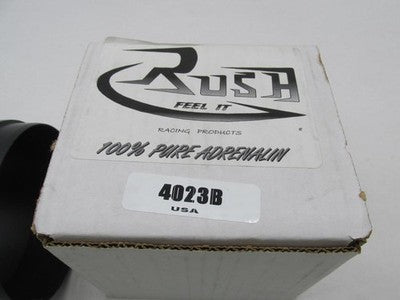 RUSH
FEEL IT
RACING PRODUCTS
100% PURE ADRENALIN
4023B
USA